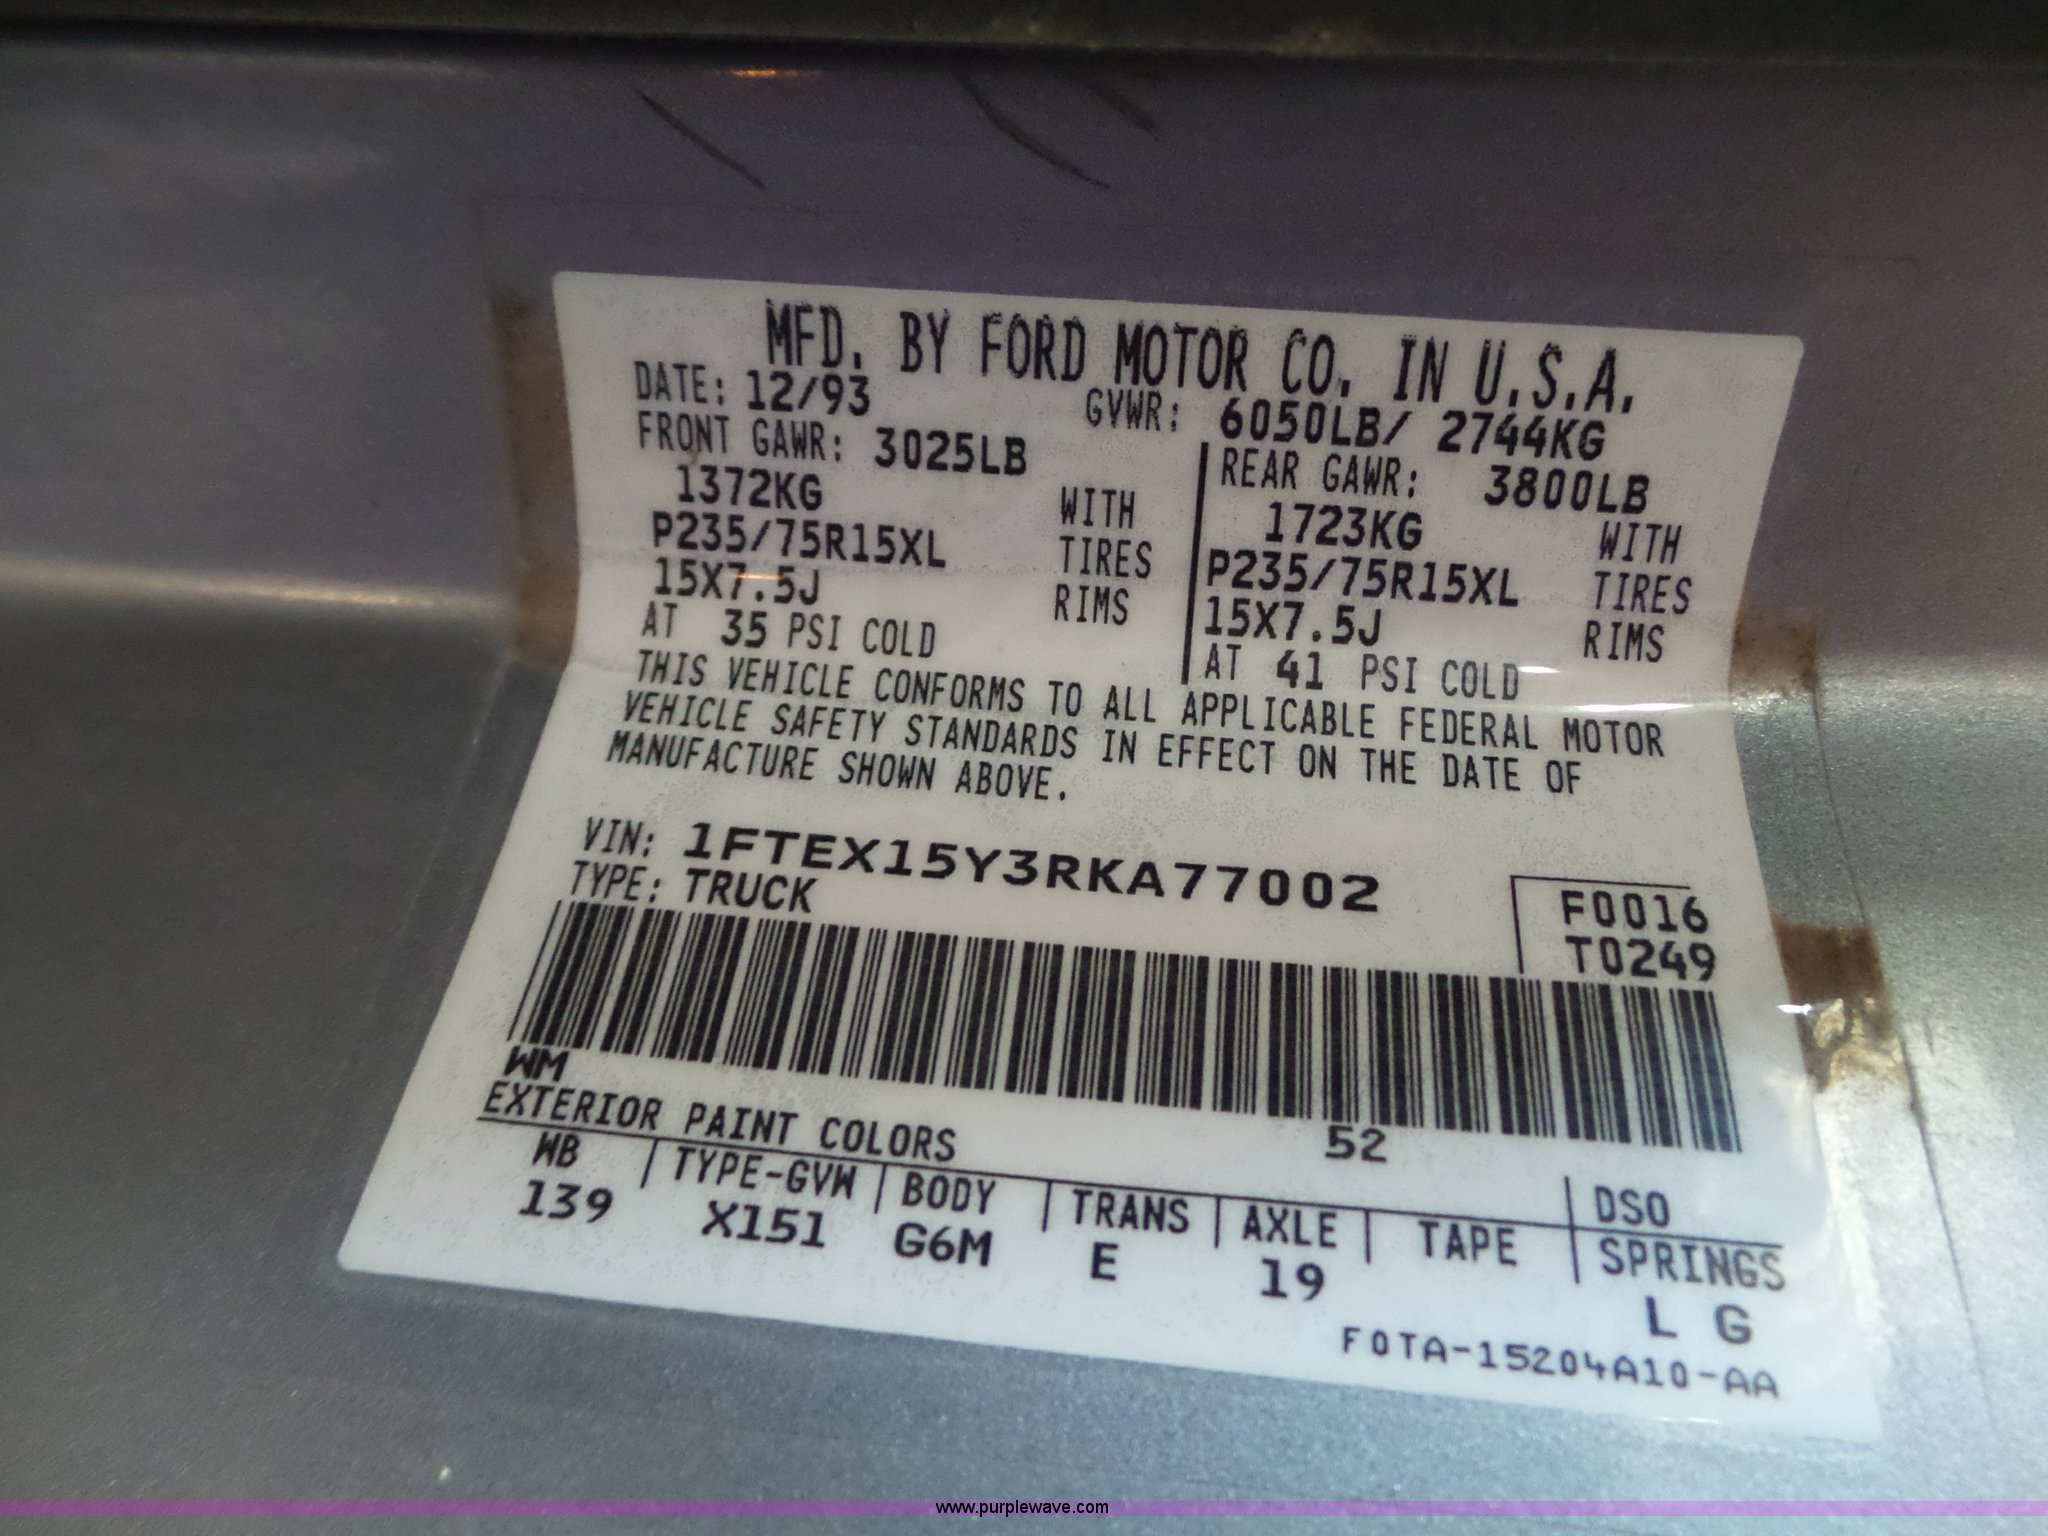 MFD. BY FORD MOTOR CO. IN U.S.A.
DATE: 12/93 GVWR: 6050LB/ 2744KG
FRONT GAWR: 3025LB
1372KG WITH
P235/75R15XL TIRES
15X7.5J RIMS
AT 35 PSI COLD
REAR GAWR: 3800LB
1723KG WITH
P235/75R15XL TIRES
15X7.5J RIMS
AT 41 PSI COLD
THIS VEHICLE CONFORMS TO ALL APPLICABLE FEDERAL MOTOR
VEHICLE SAFETY STANDARDS IN EFFECT ON THE DATE OF
MANUFACTURE SHOWN ABOVE.
VIN: 1FTEX15Y3RKA77002
TYPE: TRUCK
F0016
T0249
WM
EXTERIOR PAINT COLORS 52 DSO
WB TYPE-GVW BODY TRANS AXLE TAPE SPRINGS
139 X151 G6M E 19 L G
F0TA-15204A10-AA
www.purplewave.com